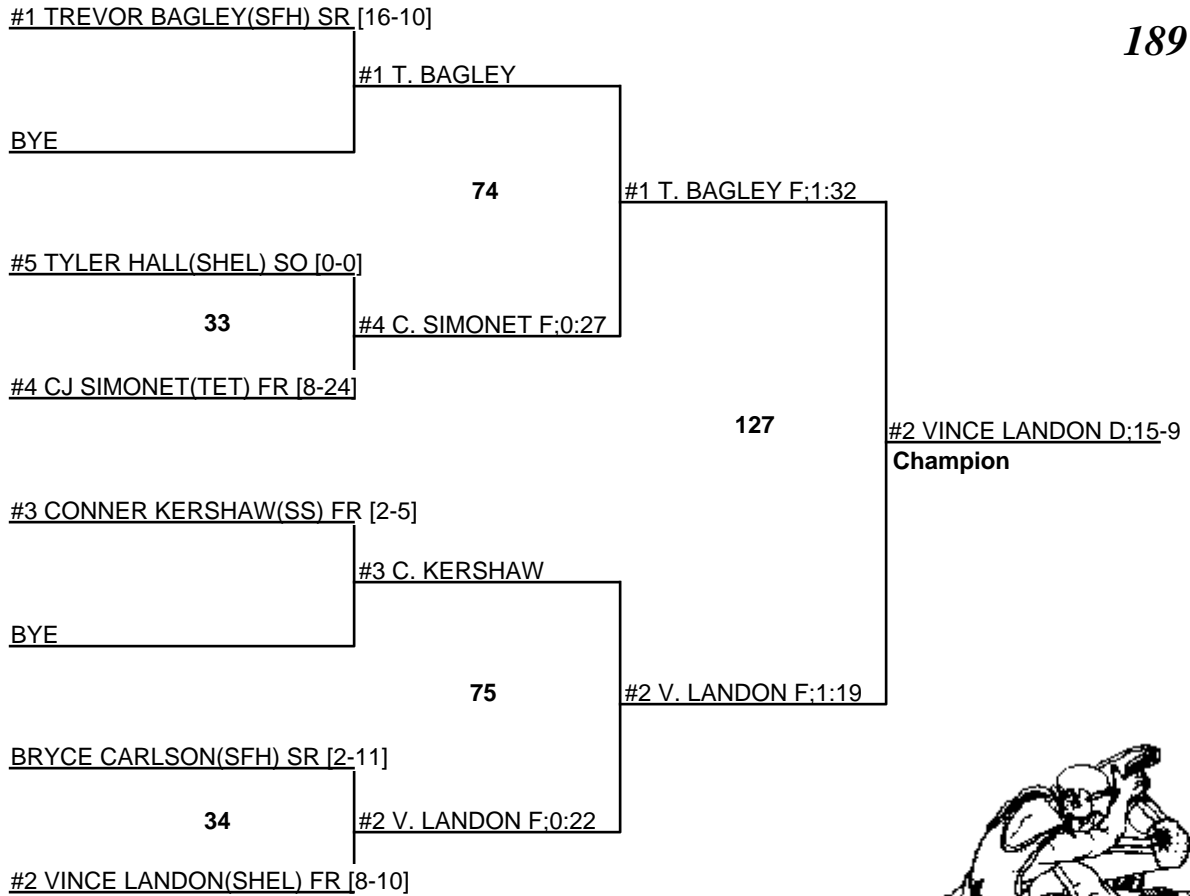 #1 TREVOR BAGLEY(SFH) SR [16-10]
189
#1 T. BAGLEY
BYE
74
#1 T. BAGLEY F;1:32
#5 TYLER HALL(SHEL) SO [0-0]
33
#4 C. SIMONET F;0:27
#4 CJ SIMONET(TET) FR [8-24]
127
#2 VINCE LANDON D;15-9
Champion
#3 CONNER KERSHAW(SS) FR [2-5]
#3 C. KERSHAW
BYE
75
#2 V. LANDON F;1:19
BRYCE CARLSON(SFH) SR [2-11]
34
#2 V. LANDON F;0:22
#2 VINCE LANDON(SHEL) FR [8-10]